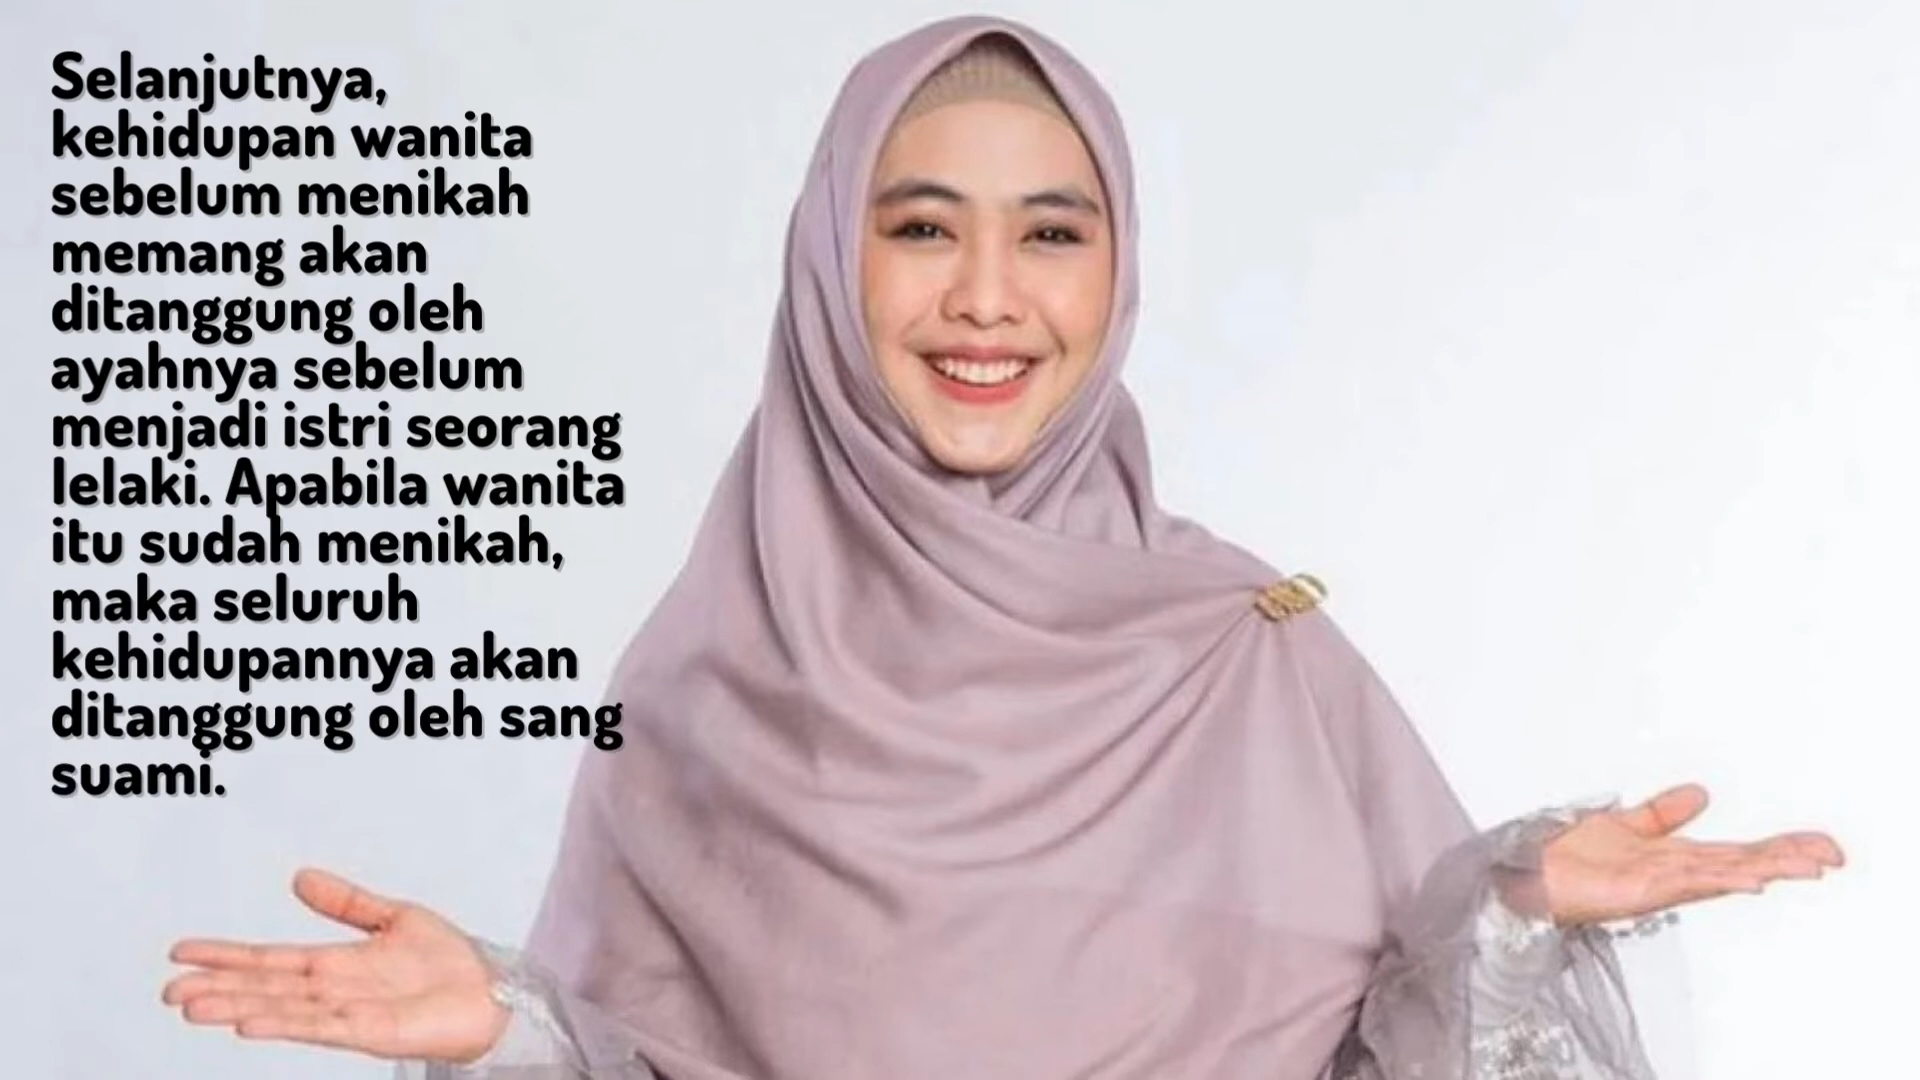 Selanjutnya,
kehidupan wanita
sebelum menikah
memang akan
ditanggung oleh
ayahnya sebelum
menjadi istri seorang
lelaki. Apabila wanita
itu sudah menikah,
maka seluruh
kehidupannya akan
ditanggung oleh sang
suami.